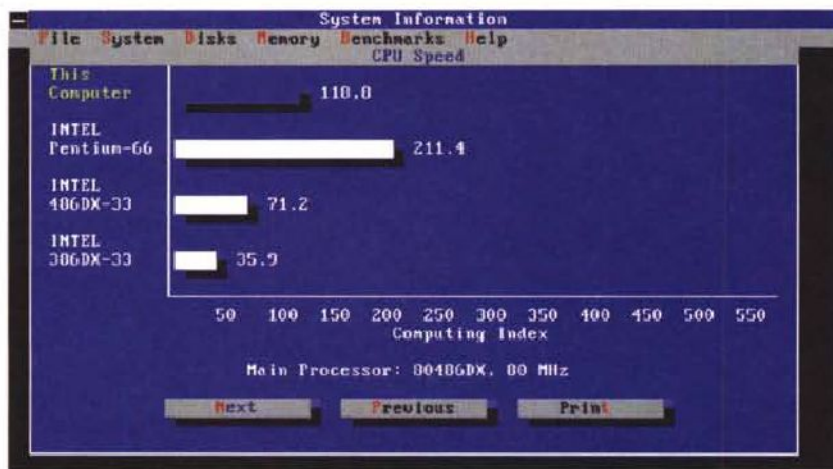 System Information
File System Disks Memory Benchmarks Help
CPU Speed
This
Computer
118.8
INTEL
Pentium-66
211.4
INTEL
486DX-33
71.2
INTEL
386DX-33
35.9
50 100 150 200 250 300 350 400 450 500 550
Computing Index
Main Processor: 80486DX, 80 MHz
Next Previous Print